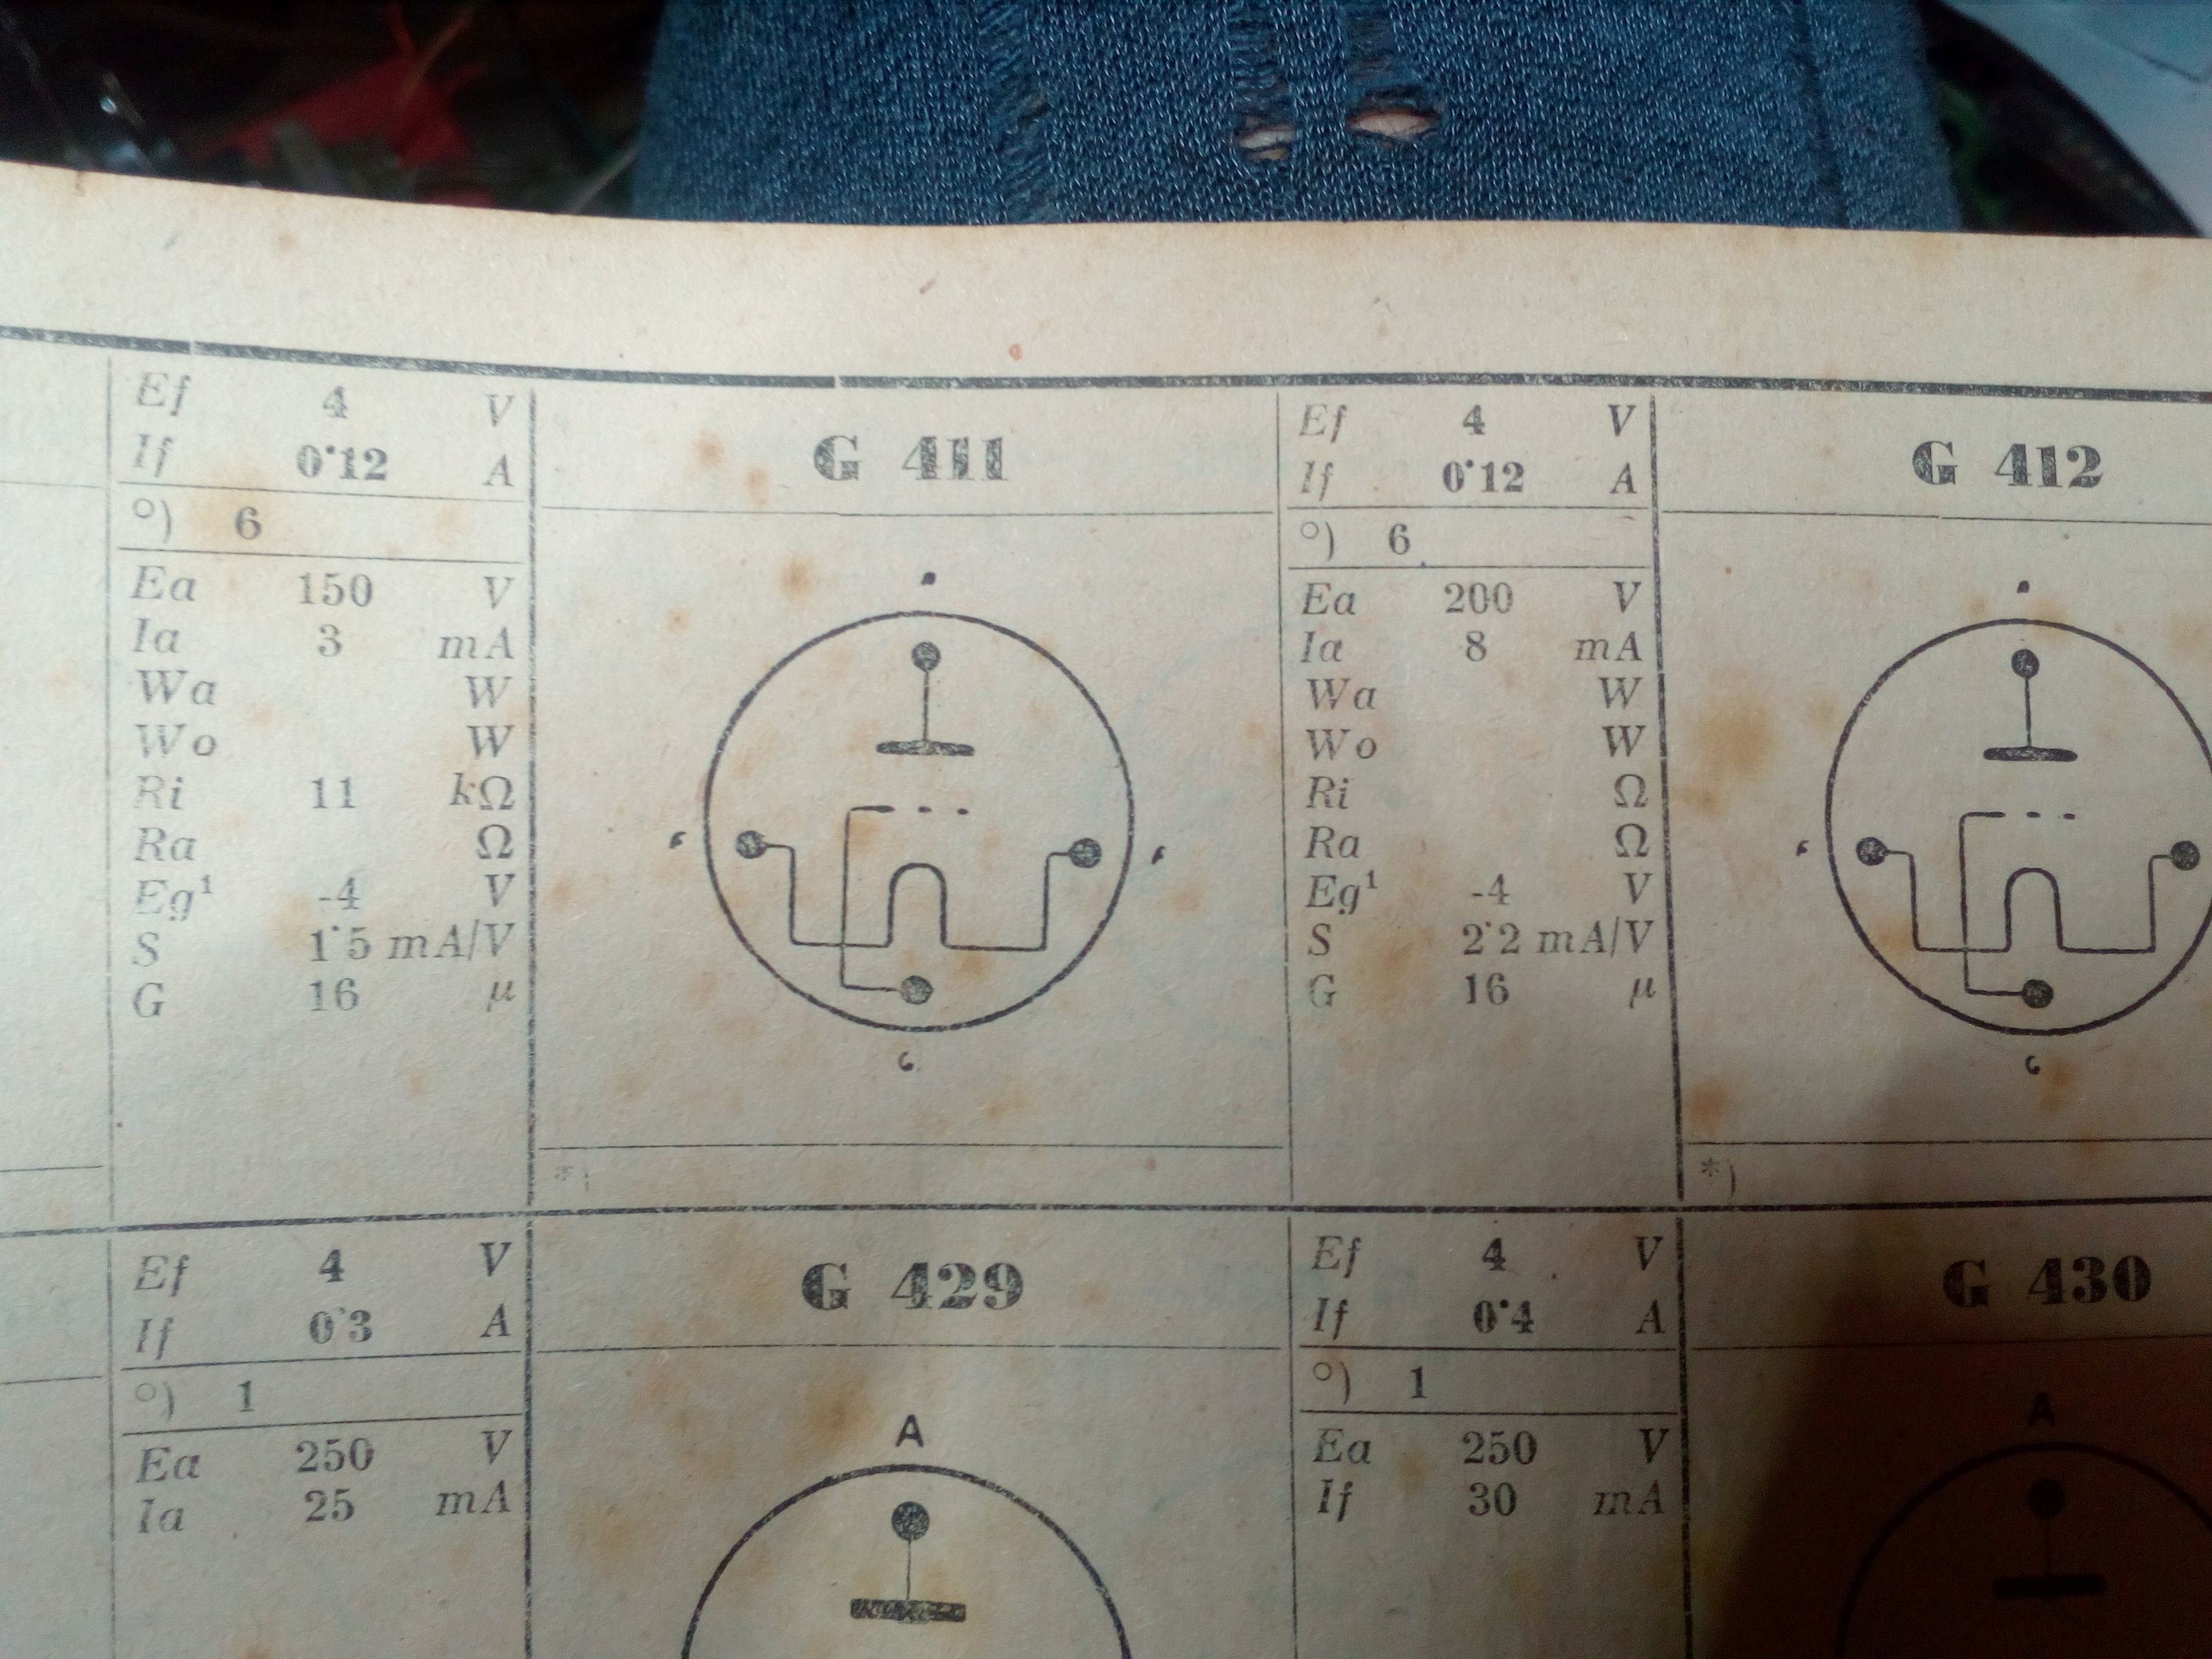 Ef 4 V
If 0'12 A
°) 6
Ea 150 V
Ia 3 mA
Wa W
Wo W
Ri 11 kΩ
Ra Ω
Eg¹ -4 V
S 1'5 mA/V
G 16 µ
G 411
*)
Ef 4 V
If 0'12 A
°) 6
Ea 200 V
Ia 8 mA
Wa W
Wo W
Ri Ω
Ra Ω
Eg¹ -4 V
S 2'2 mA/V
G 16 µ
G 412
*)
Ef 4 V
If 0'3 A
°) 1
Ea 250 V
Ia 25 mA
G 429
A
Ef 4 V
If 0'4 A
°) 1
Ea 250 V
If 30 mA
G 430
A